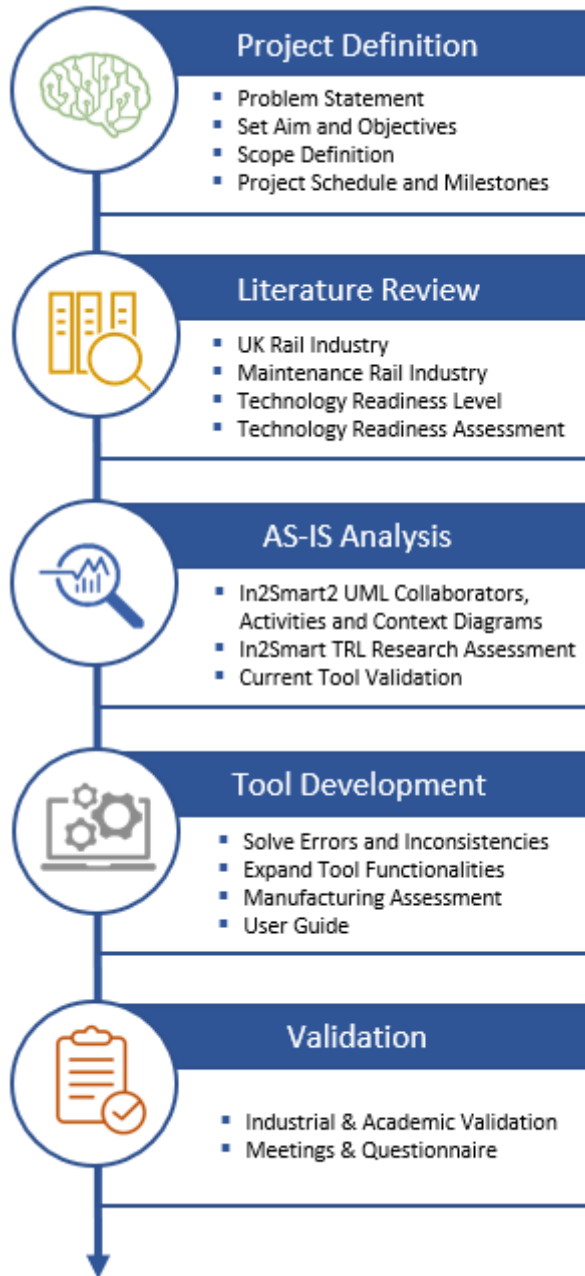 Project Definition
▪ Problem Statement
▪ Set Aim and Objectives
▪ Scope Definition
▪ Project Schedule and Milestones
Literature Review
▪ UK Rail Industry
▪ Maintenance Rail Industry
▪ Technology Readiness Level
▪ Technology Readiness Assessment
AS-IS Analysis
▪ In2Smart2 UML Collaborators,
Activities and Context Diagrams
▪ In2Smart TRL Research Assessment
▪ Current Tool Validation
Tool Development
▪ Solve Errors and Inconsistencies
▪ Expand Tool Functionalities
▪ Manufacturing Assessment
▪ User Guide
Validation
▪ Industrial & Academic Validation
▪ Meetings & Questionnaire